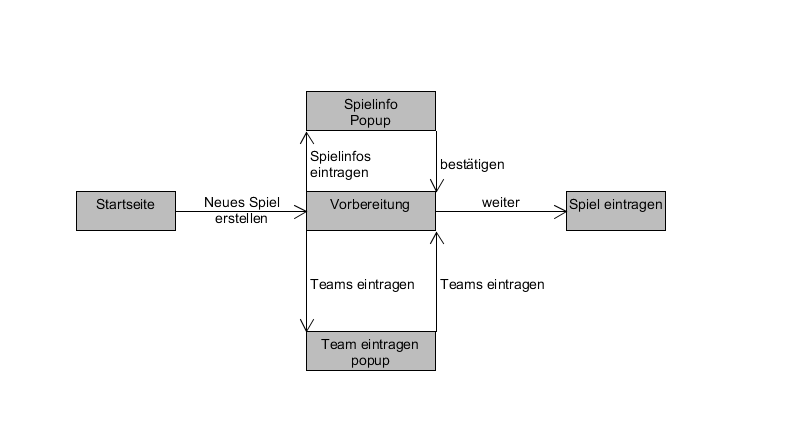 Spielinfo
Popup
Spielinfos
eintragen
bestätigen
Startseite
Neues Spiel
erstellen
Vorbereitung
weiter
Spiel eintragen
Teams eintragen
Teams eintragen
Team eintragen
popup